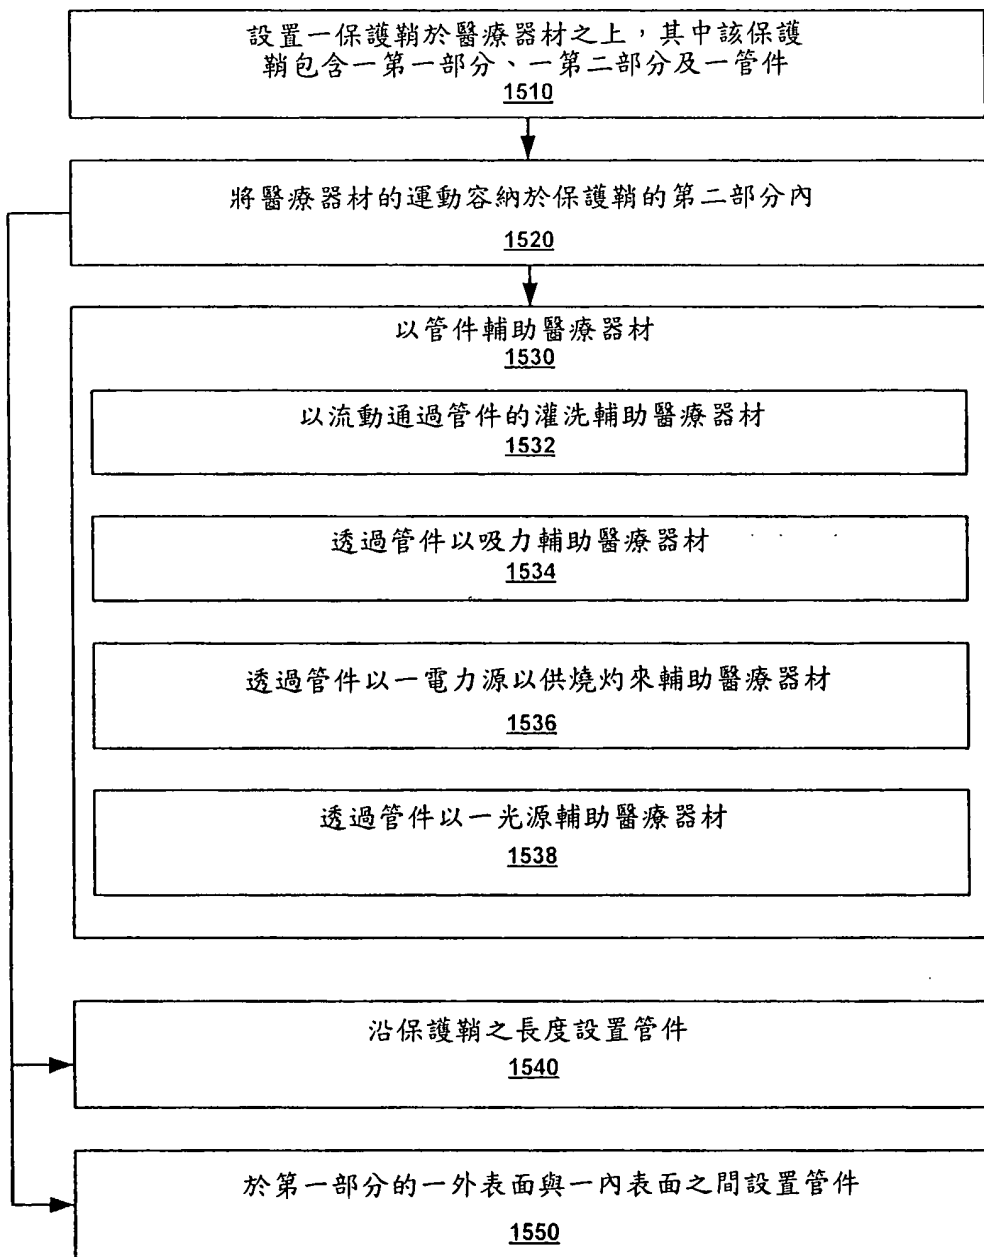 設置一保護鞘於醫療器材之上，其中該保護
鞘包含一第一部分、一第二部分及一管件
1510
將醫療器材的運動容納於保護鞘的第二部分內
1520
以管件輔助醫療器材
1530
以流動通過管件的灌洗輔助醫療器材
1532
透過管件以吸力輔助醫療器材
1534
透過管件以一電力源以供燒灼來輔助醫療器材
1536
透過管件以一光源輔助醫療器材
1538
沿保護鞘之長度設置管件
1540
於第一部分的一外表面與一內表面之間設置管件
1550